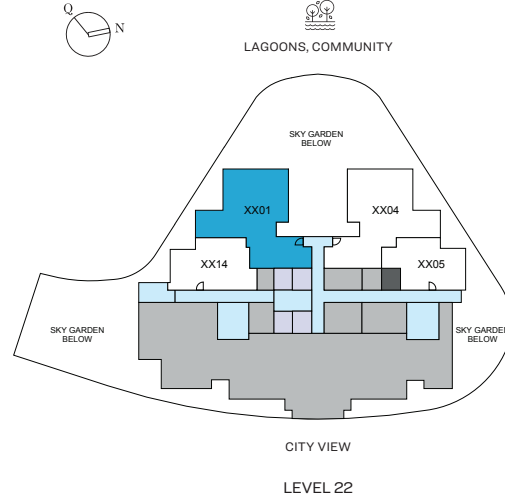 Q
N
LAGOONS, COMMUNITY
SKY GARDEN
BELOW
XX01
XX04
XX14
XX05
SKY GARDEN
BELOW
SKY GARDEN
BELOW
CITY VIEW
LEVEL 22